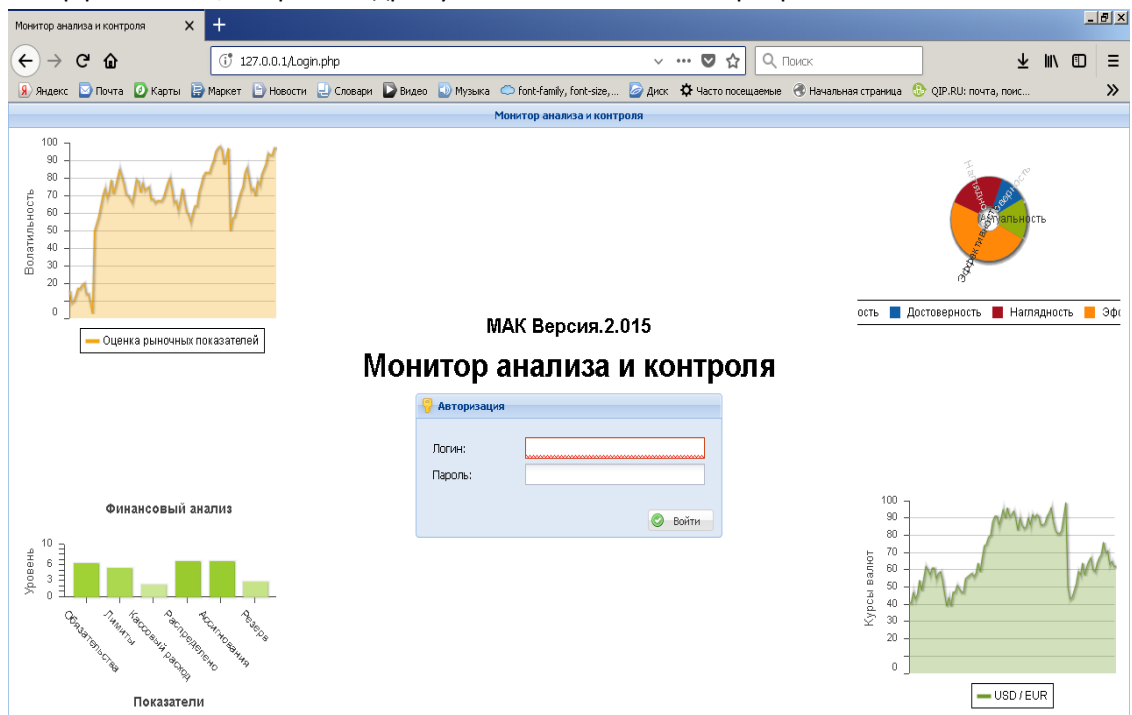 Монитор анализа и контроля
127.0.0.1/Login.php
Поиск
Яндекс Почта Карты Маркет Новости Словари Видео Музыка font-family, font-size,... Диск Часто посещаемые Начальная страница QIP.RU: почта, поис...
Монитор анализа и контроля
100
90
80
70
60
50
40
30
20
0
Волатильность
Оценка рыночных показателей
Эффективность
ость Достоверность Наглядность Эфф
МАК Версия.2.015
Монитор анализа и контроля
Авторизация
Логин:
Пароль:
Войти
Финансовый анализ
10
6
3
0
Уровень
Обязательства
Лимиты
Кассовый расход
Распределено
Ассигнования
Резерв
Показатели
100
90
80
70
60
50
40
30
20
0
Курсы валют
USD / EUR